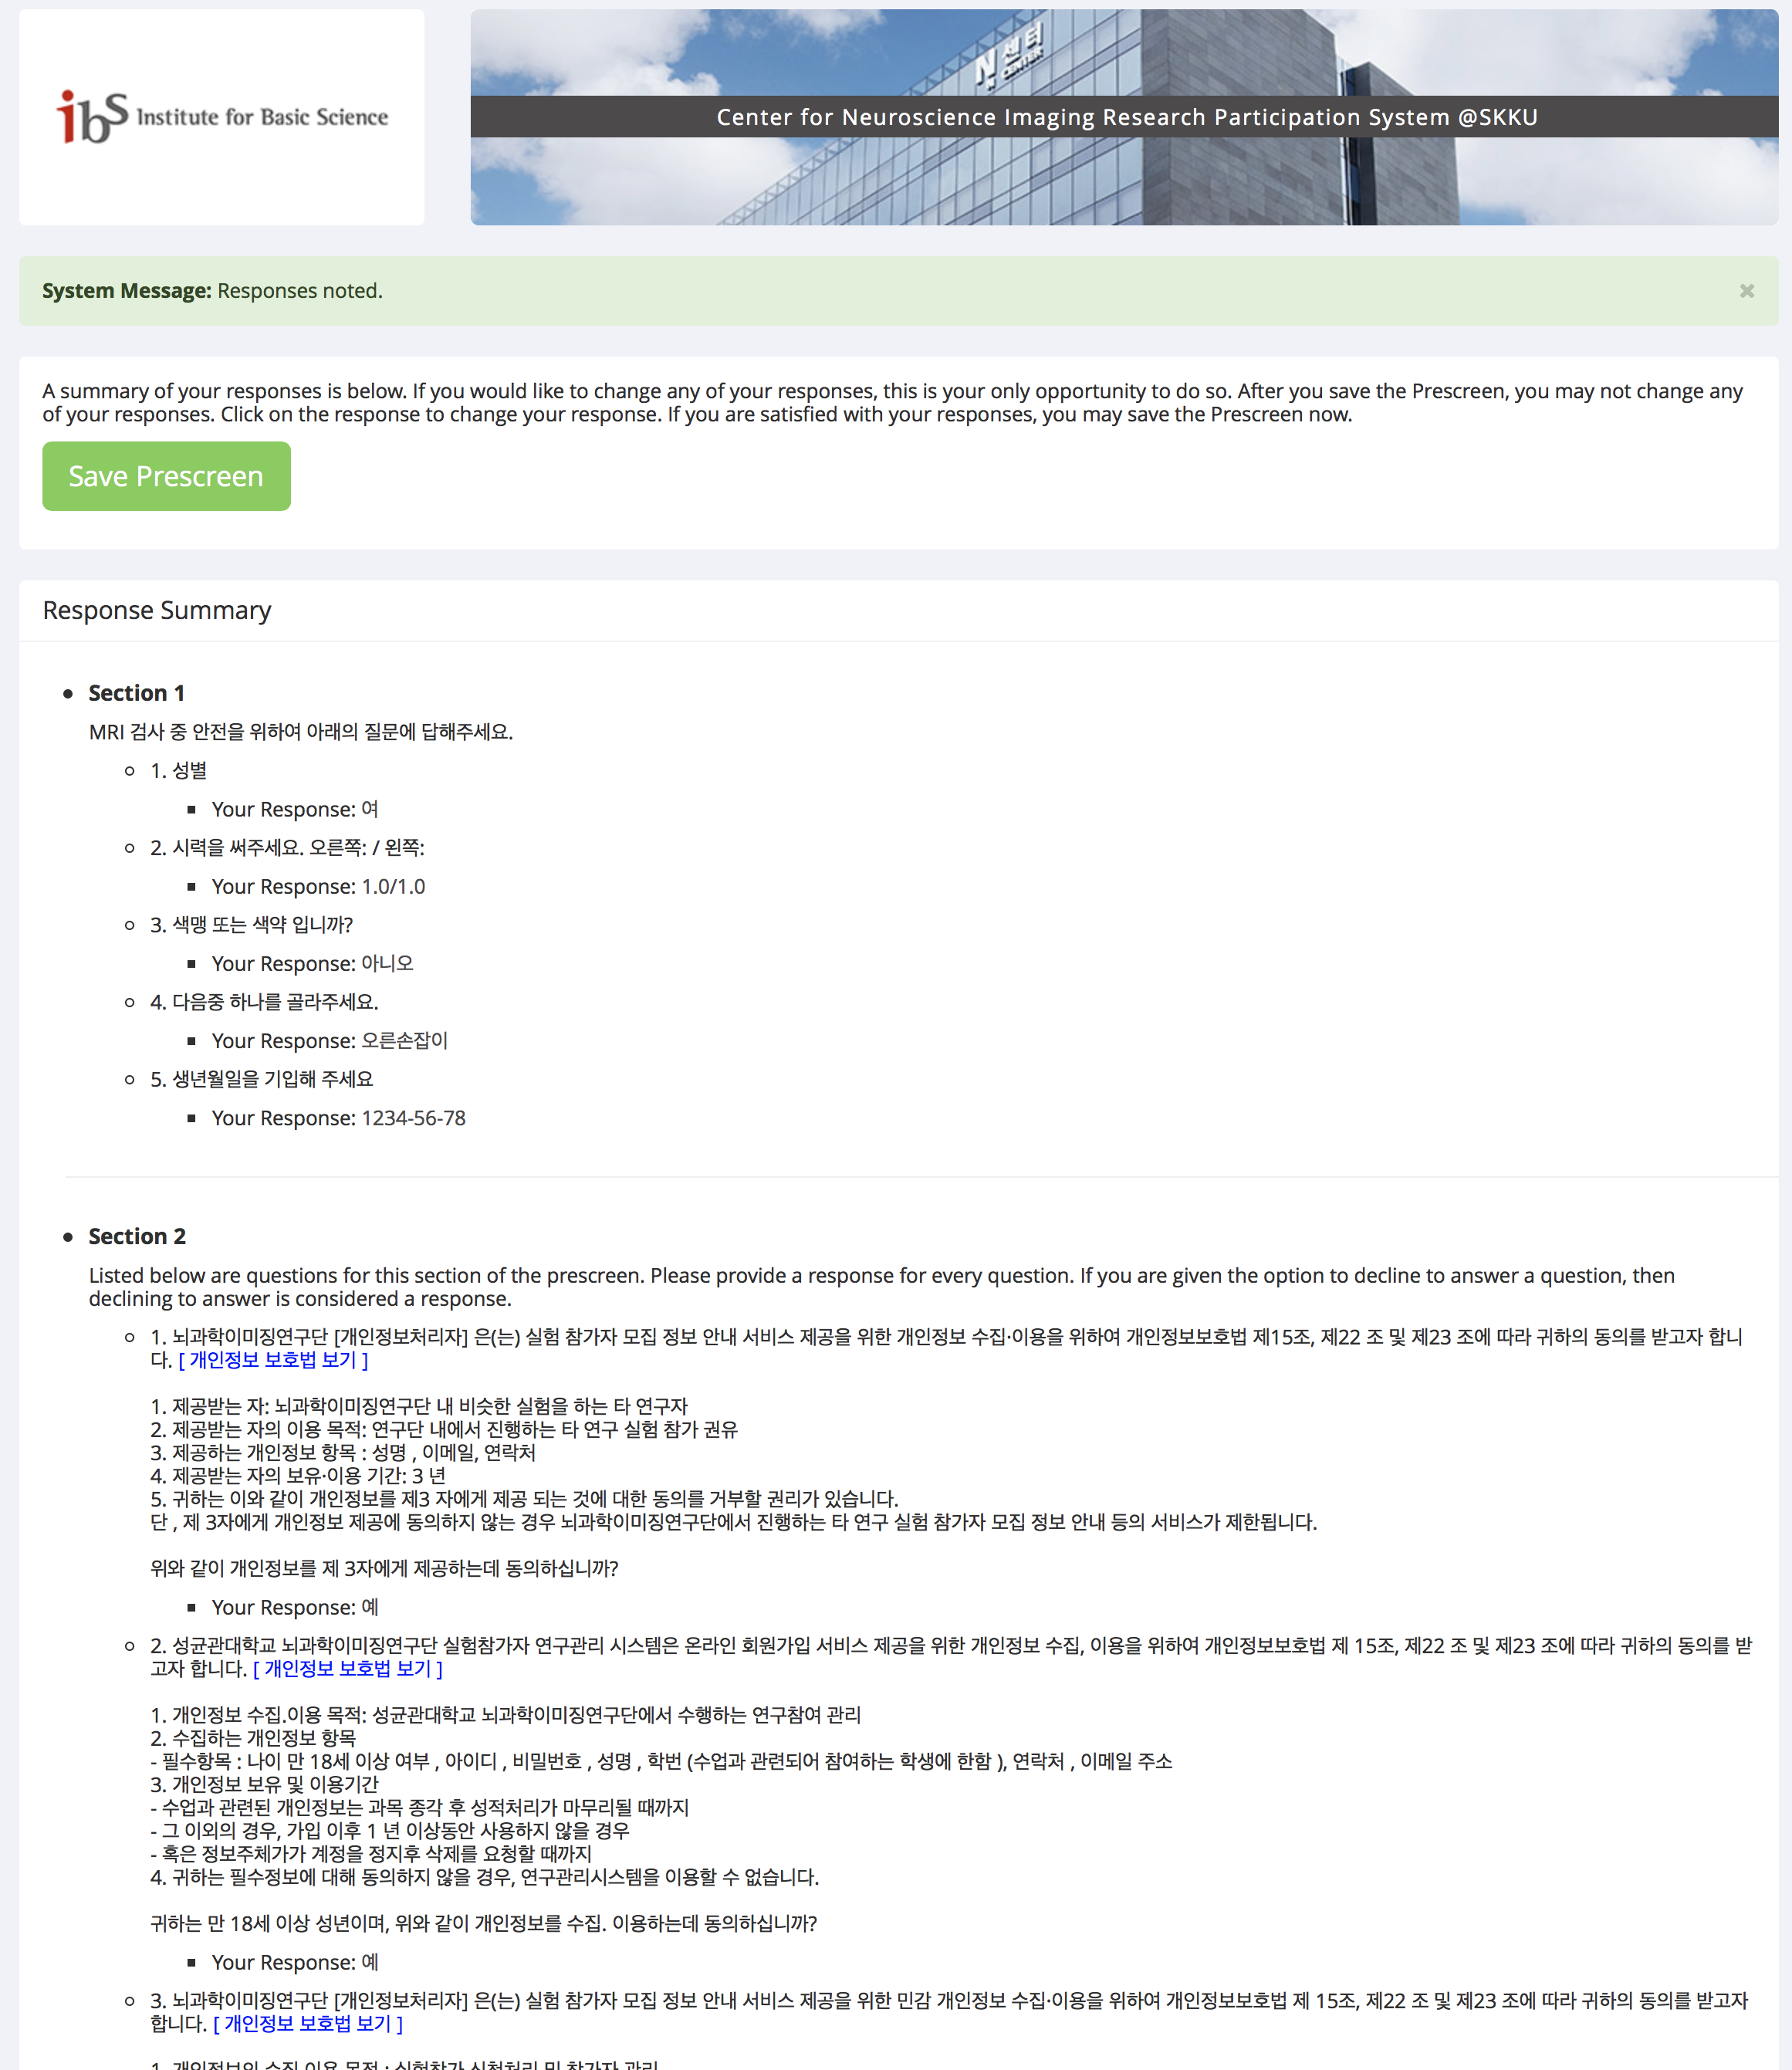 ibs Institute for Basic Science
N센터
N CENTER
Center for Neuroscience Imaging Research Participation System @SKKU
System Message: Responses noted.
×
A summary of your responses is below. If you would like to change any of your responses, this is your only opportunity to do so. After you save the Prescreen, you may not change any
of your responses. Click on the response to change your response. If you are satisfied with your responses, you may save the Prescreen now.
Save Prescreen
Response Summary
Section 1
MRI 검사 중 안전을 위하여 아래의 질문에 답해주세요.
1. 성별
Your Response: 여
2. 시력을 써주세요. 오른쪽: / 왼쪽:
Your Response: 1.0/1.0
3. 색맹 또는 색약 입니까?
Your Response: 아니오
4. 다음중 하나를 골라주세요.
Your Response: 오른손잡이
5. 생년월일을 기입해 주세요
Your Response: 1234-56-78
Section 2
Listed below are questions for this section of the prescreen. Please provide a response for every question. If you are given the option to decline to answer a question, then
declining to answer is considered a response.
1. 뇌과학이미징연구단 [개인정보처리자] 은(는) 실험 참가자 모집 정보 안내 서비스 제공을 위한 개인정보 수집·이용을 위하여 개인정보보호법 제15조, 제22 조 및 제23 조에 따라 귀하의 동의를 받고자 합니
다. [ 개인정보 보호법 보기 ]
1. 제공받는 자: 뇌과학이미징연구단 내 비슷한 실험을 하는 타 연구자
2. 제공받는 자의 이용 목적: 연구단 내에서 진행하는 타 연구 실험 참가 권유
3. 제공하는 개인정보 항목 : 성명 , 이메일, 연락처
4. 제공받는 자의 보유·이용 기간: 3 년
5. 귀하는 이와 같이 개인정보를 제3 자에게 제공 되는 것에 대한 동의를 거부할 권리가 있습니다.
단 , 제 3자에게 개인정보 제공에 동의하지 않는 경우 뇌과학이미징연구단에서 진행하는 타 연구 실험 참가자 모집 정보 안내 등의 서비스가 제한됩니다.
위와 같이 개인정보를 제 3자에게 제공하는데 동의하십니까?
Your Response: 예
2. 성균관대학교 뇌과학이미징연구단 실험참가자 연구관리 시스템은 온라인 회원가입 서비스 제공을 위한 개인정보 수집, 이용을 위하여 개인정보보호법 제 15조, 제22 조 및 제23 조에 따라 귀하의 동의를 받
고자 합니다. [ 개인정보 보호법 보기 ]
1. 개인정보 수집.이용 목적: 성균관대학교 뇌과학이미징연구단에서 수행하는 연구참여 관리
2. 수집하는 개인정보 항목
- 필수항목 : 나이 만 18세 이상 여부 , 아이디 , 비밀번호 , 성명 , 학번 (수업과 관련되어 참여하는 학생에 한함 ), 연락처 , 이메일 주소
3. 개인정보 보유 및 이용기간
- 수업과 관련된 개인정보는 과목 종각 후 성적처리가 마무리될 때까지
- 그 이외의 경우, 가입 이후 1 년 이상동안 사용하지 않을 경우
- 혹은 정보주체가가 계정을 정지후 삭제를 요청할 때까지
4. 귀하는 필수정보에 대해 동의하지 않을 경우, 연구관리시스템을 이용할 수 없습니다.
귀하는 만 18세 이상 성년이며, 위와 같이 개인정보를 수집. 이용하는데 동의하십니까?
Your Response: 예
3. 뇌과학이미징연구단 [개인정보처리자] 은(는) 실험 참가자 모집 정보 안내 서비스 제공을 위한 민감 개인정보 수집·이용을 위하여 개인정보보호법 제 15조, 제22 조 및 제23 조에 따라 귀하의 동의를 받고자
합니다. [ 개인정보 보호법 보기 ]